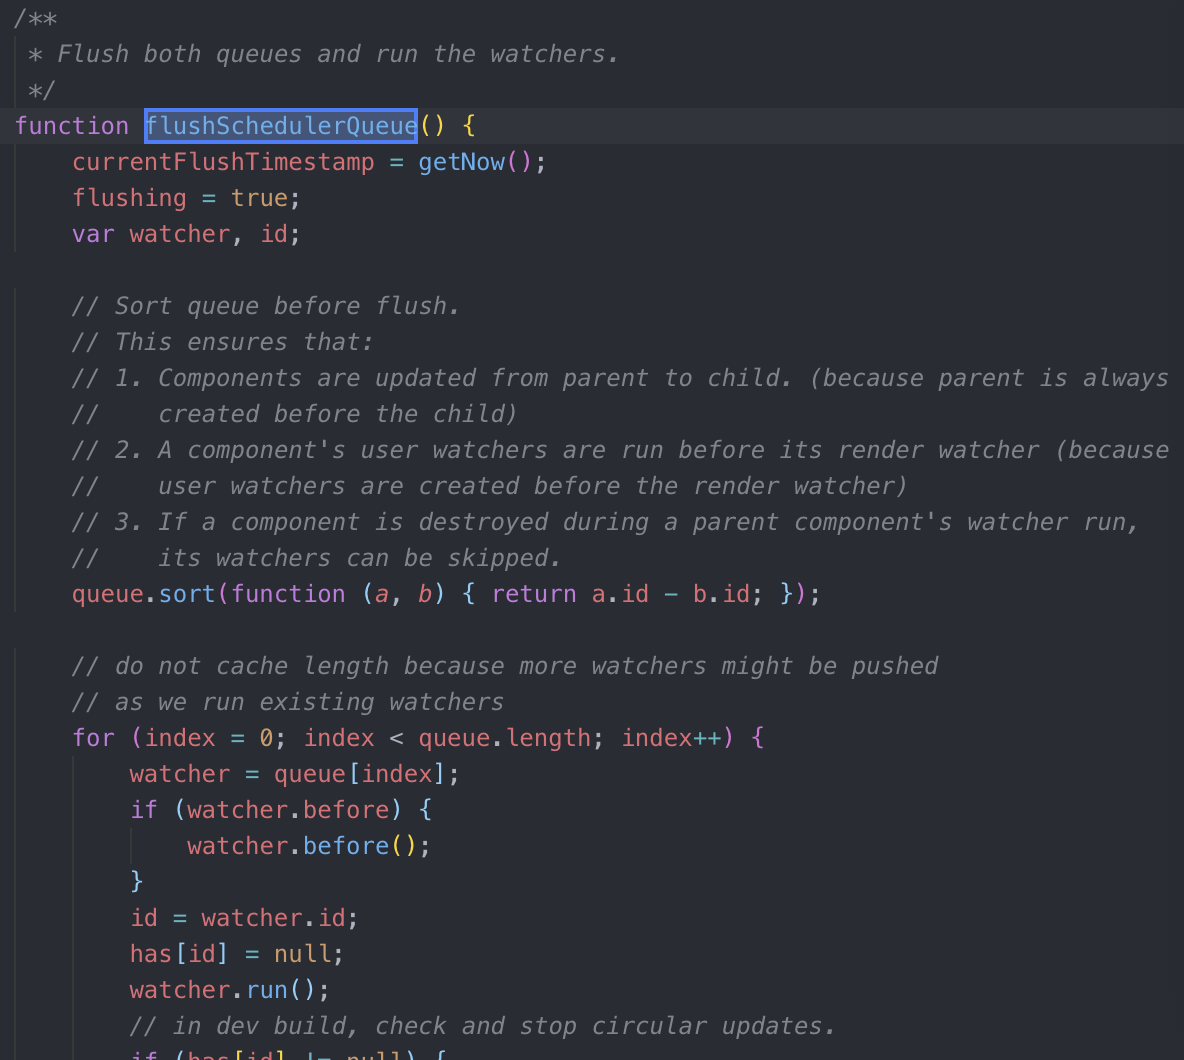 /**
 * Flush both queues and run the watchers.
 */
function flushSchedulerQueue() {
    currentFlushTimestamp = getNow();
    flushing = true;
    var watcher, id;

    // Sort queue before flush.
    // This ensures that:
    // 1. Components are updated from parent to child. (because parent is always
    //    created before the child)
    // 2. A component's user watchers are run before its render watcher (because
    //    user watchers are created before the render watcher)
    // 3. If a component is destroyed during a parent component's watcher run,
    //    its watchers can be skipped.
    queue.sort(function (a, b) { return a.id - b.id; });

    // do not cache length because more watchers might be pushed
    // as we run existing watchers
    for (index = 0; index < queue.length; index++) {
        watcher = queue[index];
        if (watcher.before) {
            watcher.before();
        }
        id = watcher.id;
        has[id] = null;
        watcher.run();
        // in dev build, check and stop circular updates.
        if (has[id] != null) {